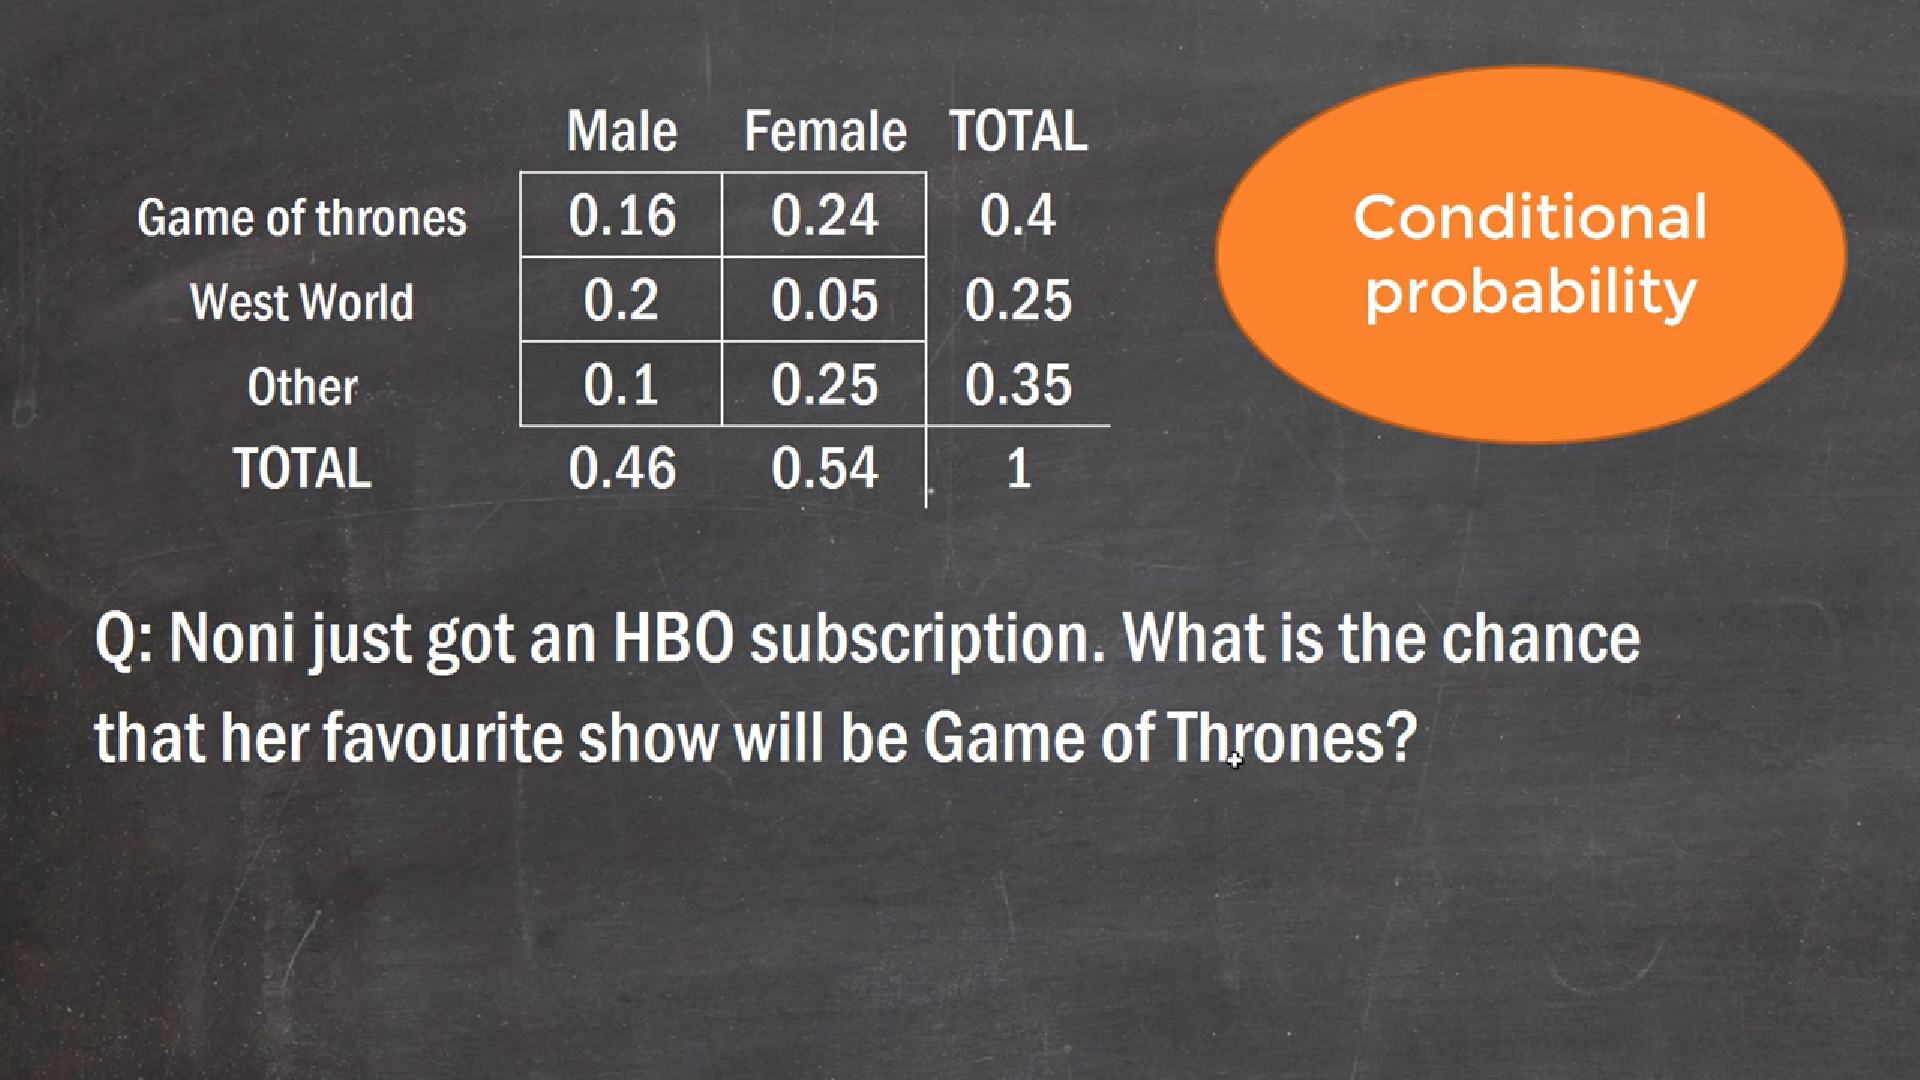 Male Female TOTAL
Game of thrones 0.16 0.24 0.4
West World 0.2 0.05 0.25
Other 0.1 0.25 0.35
TOTAL 0.46 0.54 1
Conditional
probability
Q: Noni just got an HBO subscription. What is the chance
that her favourite show will be Game of Thrones?